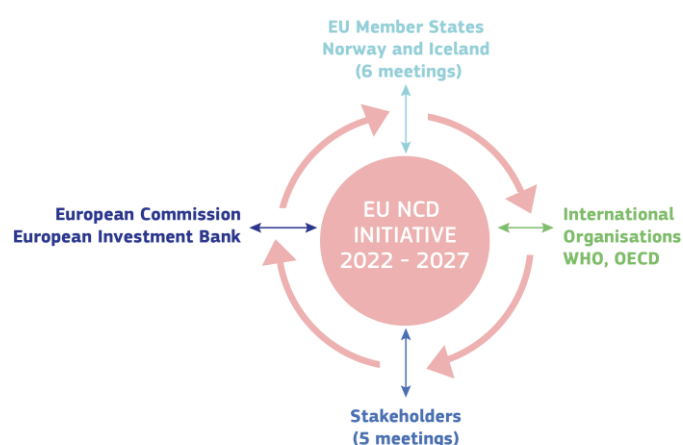 EU Member States
Norway and Iceland
(6 meetings)
European Commission
European Investment Bank
EU NCD
INITIATIVE
2022 - 2027
International
Organisations
WHO, OECD
Stakeholders
(5 meetings)